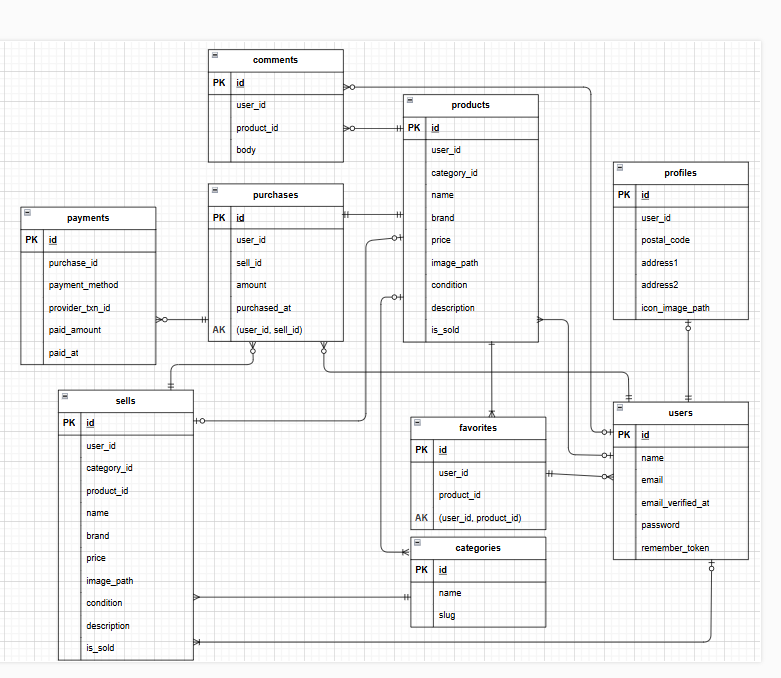 comments
PK id
user_id
product_id
body
products
PK id
user_id
category_id
name
brand
price
image_path
condition
description
is_sold
profiles
PK id
user_id
postal_code
address1
address2
icon_image_path
purchases
PK id
user_id
sell_id
amount
purchased_at
AK (user_id, sell_id)
payments
PK id
purchase_id
payment_method
provider_txn_id
paid_amount
paid_at
sells
PK id
user_id
category_id
product_id
name
brand
price
image_path
condition
description
is_sold
favorites
PK id
user_id
product_id
AK (user_id, product_id)
users
PK id
name
email
email_verified_at
password
remember_token
categories
PK id
name
slug